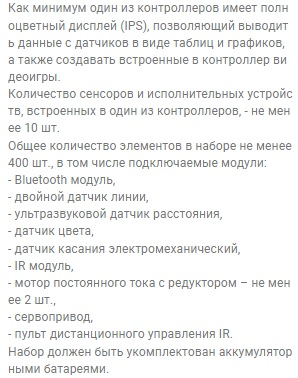 Как минимум один из контроллеров имеет полн
оцветный дисплей (IPS), позволяющий выводит
ь данные с датчиков в виде таблиц и графиков,
а также создавать встроенные в контроллер ви
деоигры.
Количество сенсоров и исполнительных устройс
тв, встроенных в один из контроллеров, - не мен
ее 10 шт.
Общее количество элементов в наборе не менее
400 шт., в том числе подключаемые модули:
- Bluetooth модуль,
- двойной датчик линии,
- ультразвуковой датчик расстояния,
- датчик цвета,
- датчик касания электромеханический,
- IR модуль,
- мотор постоянного тока с редуктором – не мен
ее 2 шт.,
- сервопривод,
- пульт дистанционного управления IR.
Набор должен быть укомплектован аккумулятор
ными батареями.